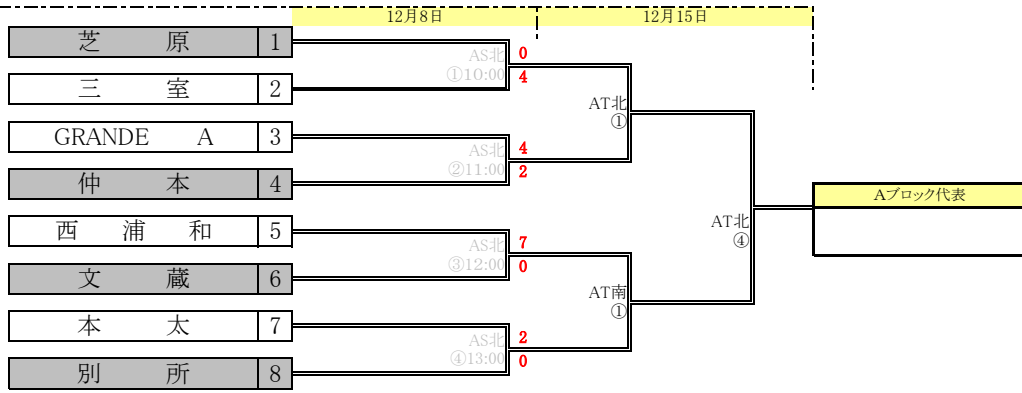 12月8日 12月15日
芝原 1
AS北 0
①10:00 4
三室 2
AT北
①
GRANDE A 3
AS北 4
②11:00 2
仲本 4
Aブロック代表
AT北
④
西浦和 5
AS北 7
③12:00 0
文蔵 6
AT南
①
本太 7
AS北 2
④13:00 0
別所 8